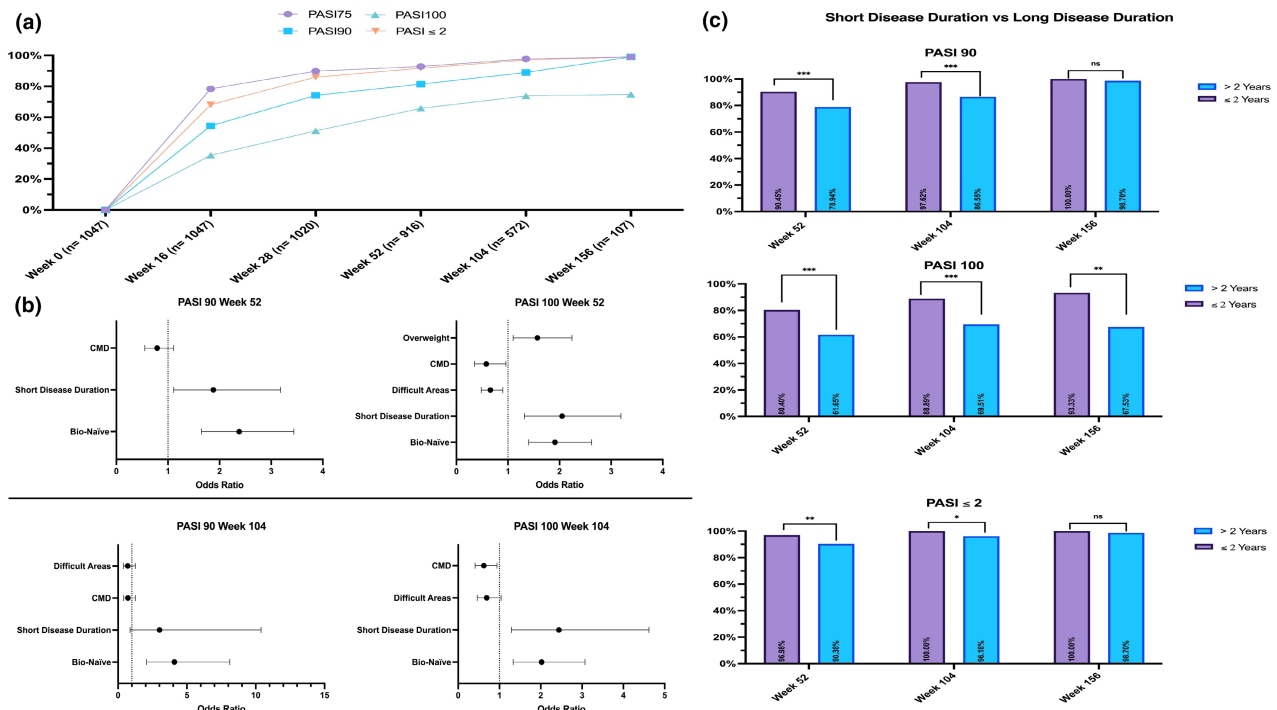 (a)
PASI75
PASI100
PASI90
PASI ≤ 2
100%
80%
60%
40%
20%
0%
Week 0 (n= 1047)
Week 16 (n= 1047)
Week 28 (n= 1020)
Week 52 (n= 916)
Week 104 (n= 572)
Week 156 (n= 107)
(b)
PASI 90 Week 52
CMD
Short Disease Duration
Bio-Naïve
0 1 2 3 4
Odds Ratio
PASI 100 Week 52
Overweight
CMD
Difficult Areas
Short Disease Duration
Bio-Naïve
0 1 2 3 4
Odds Ratio
PASI 90 Week 104
Difficult Areas
CMD
Short Disease Duration
Bio-Naïve
0 5 10 15
Odds Ratio
PASI 100 Week 104
CMD
Difficult Areas
Short Disease Duration
Bio-Naïve
0 1 2 3 4 5
Odds Ratio
(c)
Short Disease Duration vs Long Disease Duration
PASI 90
100%
80%
60%
40%
20%
0%
***
***
ns
90.45%
78.94%
97.62%
86.55%
100.00%
98.70%
Week 52
Week 104
Week 156
> 2 Years
≤ 2 Years
PASI 100
100%
80%
60%
40%
20%
0%
***
***
**
80.40%
61.65%
88.89%
69.51%
93.33%
67.53%
Week 52
Week 104
Week 156
> 2 Years
≤ 2 Years
PASI ≤ 2
100%
80%
60%
40%
20%
0%
**
*
ns
96.98%
90.38%
100.00%
96.18%
100.00%
98.70%
Week 52
Week 104
Week 156
> 2 Years
≤ 2 Years